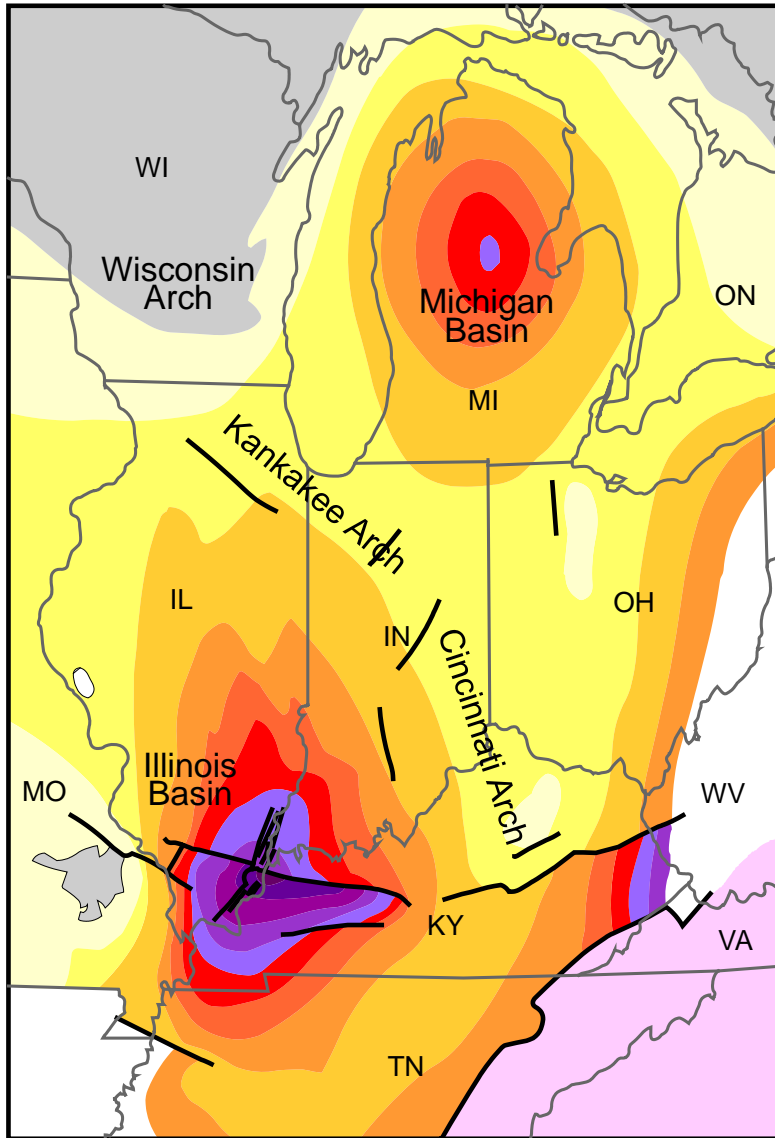 WI
Wisconsin
Arch
ON
Michigan
Basin
MI
Kankakee Arch
IL
OH
IN
Cincinnati Arch
Illinois
Basin
MO
WV
KY
VA
TN